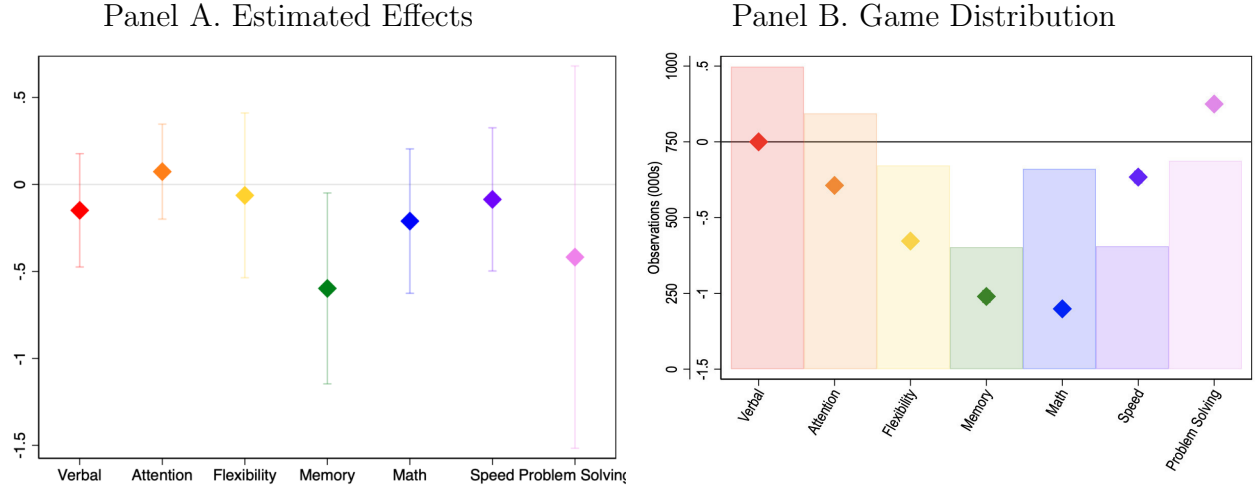 Panel A. Estimated Effects
.5
0
-.5
-1
-1.5
Verbal Attention Flexibility Memory Math Speed Problem Solving
Panel B. Game Distribution
Observations (000s)
1000 .5
750 0
500 -.5
250 -1
0 -1.5
Verbal
Attention
Flexibility
Memory
Math
Speed
Problem Solving